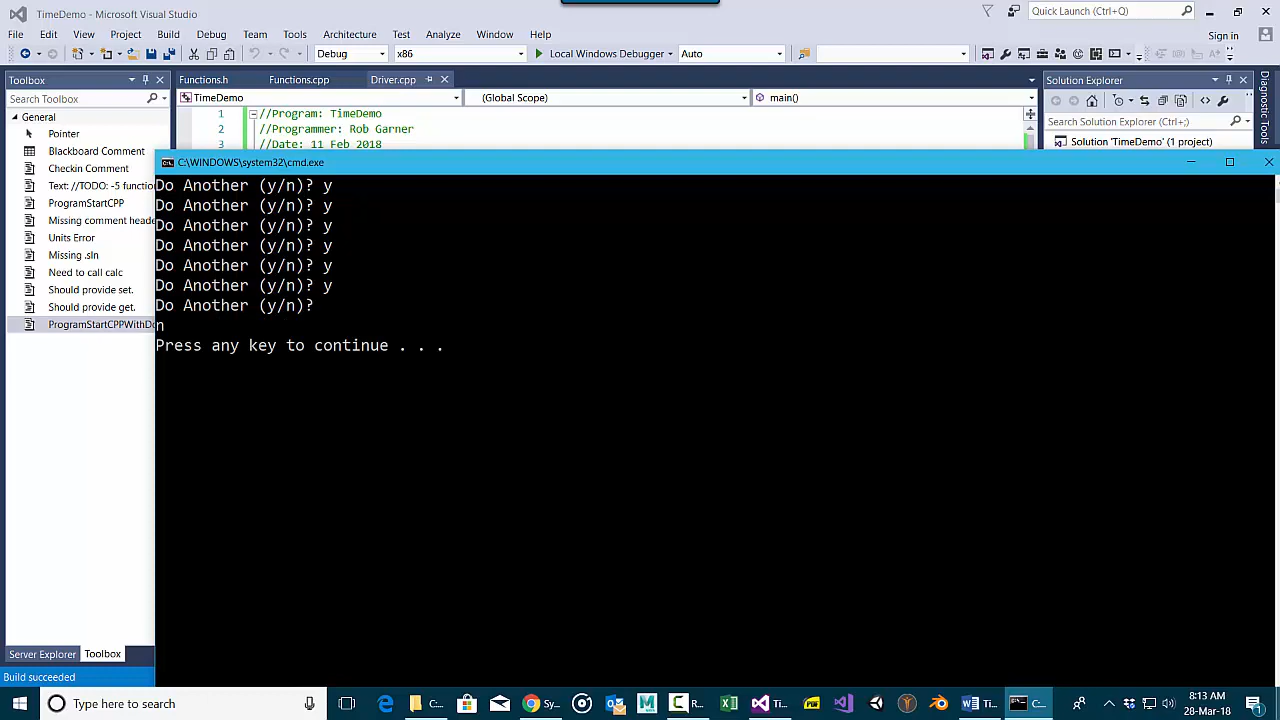 TimeDemo - Microsoft Visual Studio
Quick Launch (Ctrl+Q)
File Edit View Project Build Debug Team Tools Architecture Test Analyze Window Help
Sign in
Debug x86 Local Windows Debugger Auto
Toolbox
Functions.h Functions.cpp Driver.cpp
Solution Explorer
Search Toolbox
TimeDemo (Global Scope) main()
General
1 //Program: TimeDemo
Search Solution Explorer (Ctrl+;)
Pointer
2 //Programmer: Rob Garner
Blackboard Comment
3 //Date: 11 Feb 2018
Solution 'TimeDemo' (1 project)
Checkin Comment
Text: //TODO: -5 functio
ProgramStartCPP
Missing comment heade
Units Error
Missing .sln
Need to call calc
Should provide set.
Should provide get.
ProgramStartCPPWithDo
Diagnostic Tools
C:\WINDOWS\system32\cmd.exe
Do Another (y/n)? y
Do Another (y/n)? y
Do Another (y/n)? y
Do Another (y/n)? y
Do Another (y/n)? y
Do Another (y/n)? y
Do Another (y/n)?
n
Press any key to continue . . .
Server Explorer Toolbox
Build succeeded
Type here to search
C... Sy... R... Ti... Ti... C...
8:13 AM
28-Mar-18